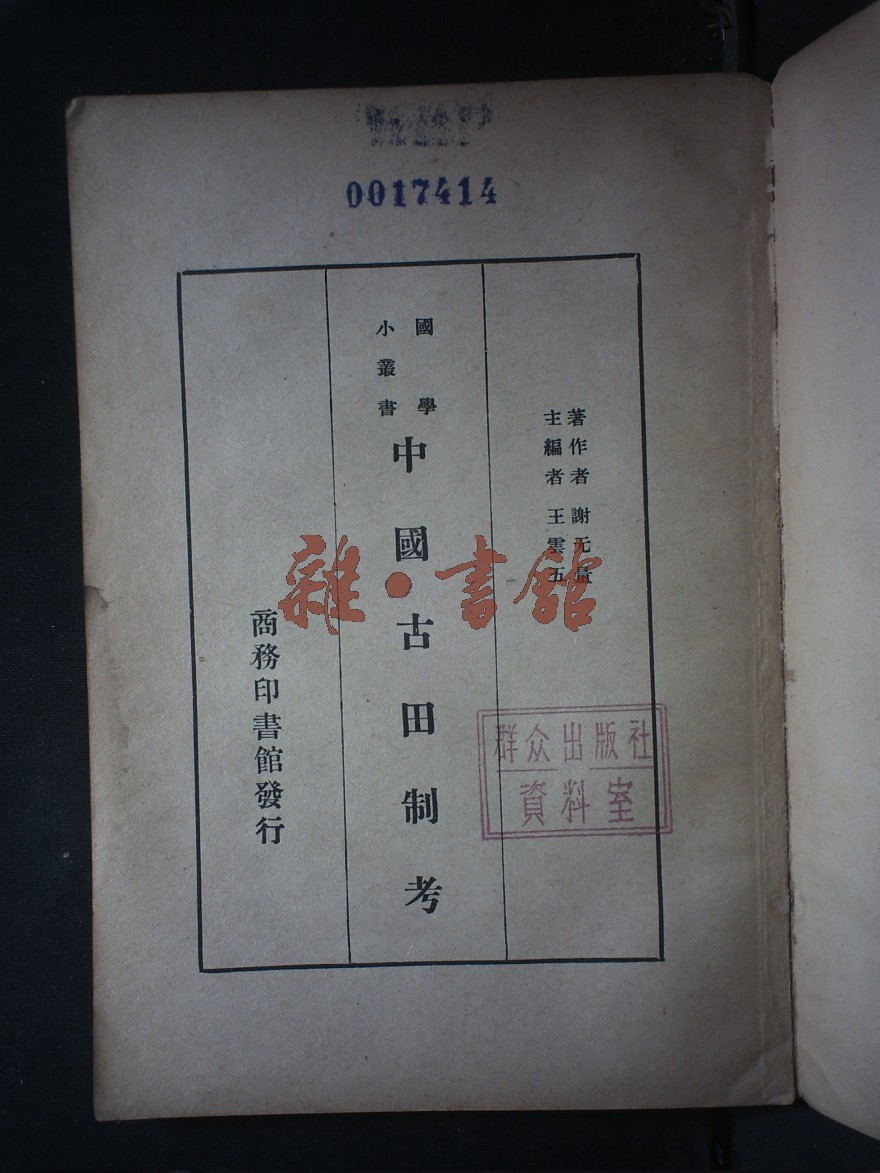 0017414
著作者 謝无量
主編者 王雲五
國學
小叢書
中國古田制考
商務印書館發行
雜·書館
群众出版社
資料室